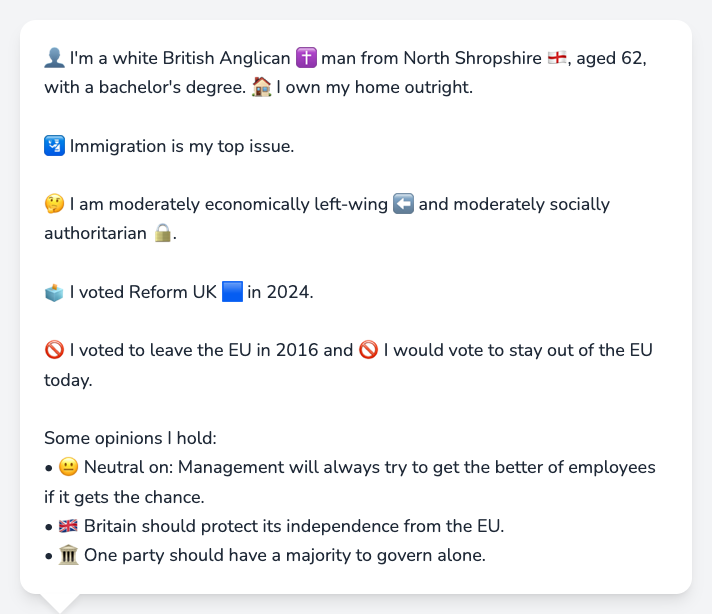 👤 I'm a white British Anglican ✝️ man from North Shropshire 🏴󠁧󠁢󠁥󠁮󠁧󠁿, aged 62,
with a bachelor's degree. 🏠 I own my home outright.
🛂 Immigration is my top issue.
🤔 I am moderately economically left-wing ⬅️ and moderately socially
authoritarian 🔒.
🗳️ I voted Reform UK 🟦 in 2024.
🚫 I voted to leave the EU in 2016 and 🚫 I would vote to stay out of the EU
today.
Some opinions I hold:
• 😐 Neutral on: Management will always try to get the better of employees
if it gets the chance.
• 🇬🇧 Britain should protect its independence from the EU.
• 🏛️ One party should have a majority to govern alone.